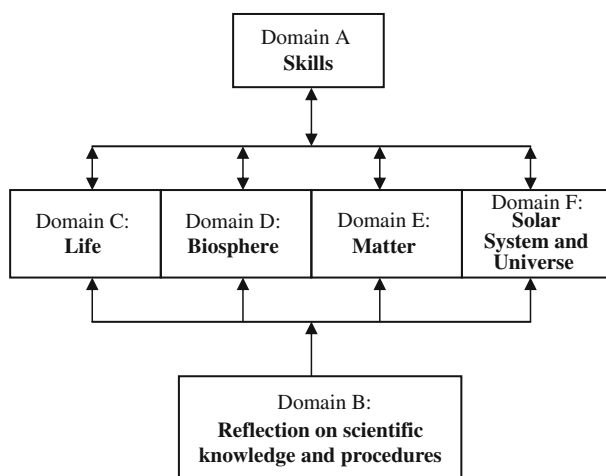 Domain A
Skills
Domain C:
Life
Domain D:
Biosphere
Domain E:
Matter
Domain F:
Solar
System and
Universe
Domain B:
Reflection on scientific
knowledge and procedures